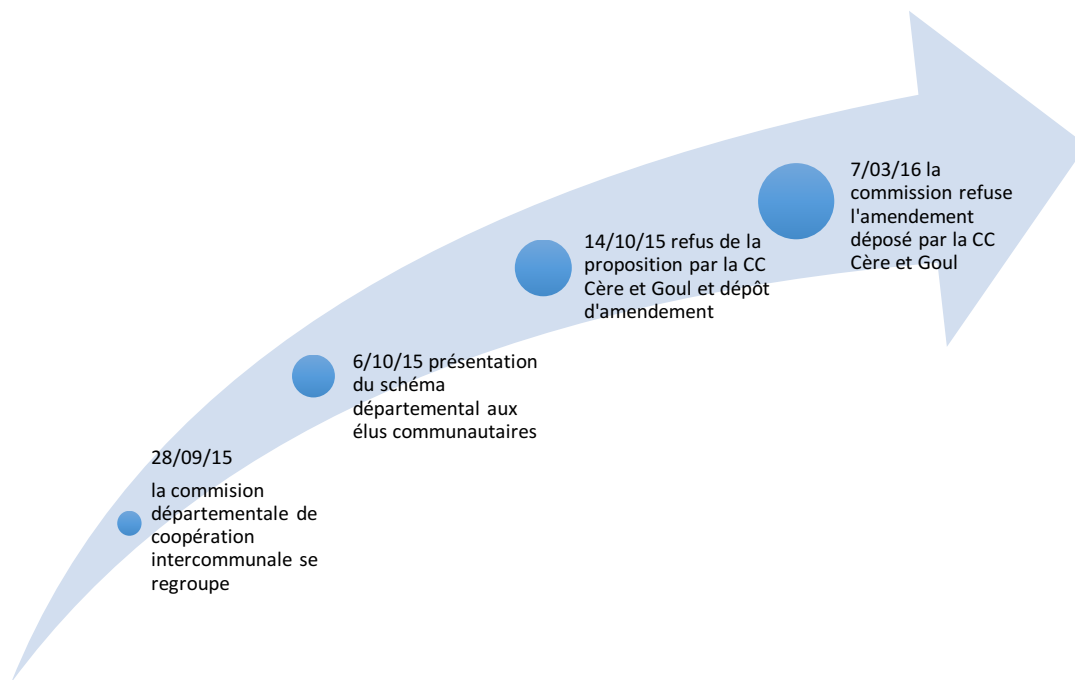 28/09/15
la commision
départementale de
coopération
intercommunale se
regroupe
6/10/15 présentation
du schéma
départemental aux
élus communautaires
14/10/15 refus de la
proposition par la CC
Cère et Goul et dépôt
d'amendement
7/03/16 la
commission refuse
l'amendement
déposé par la CC
Cère et Goul